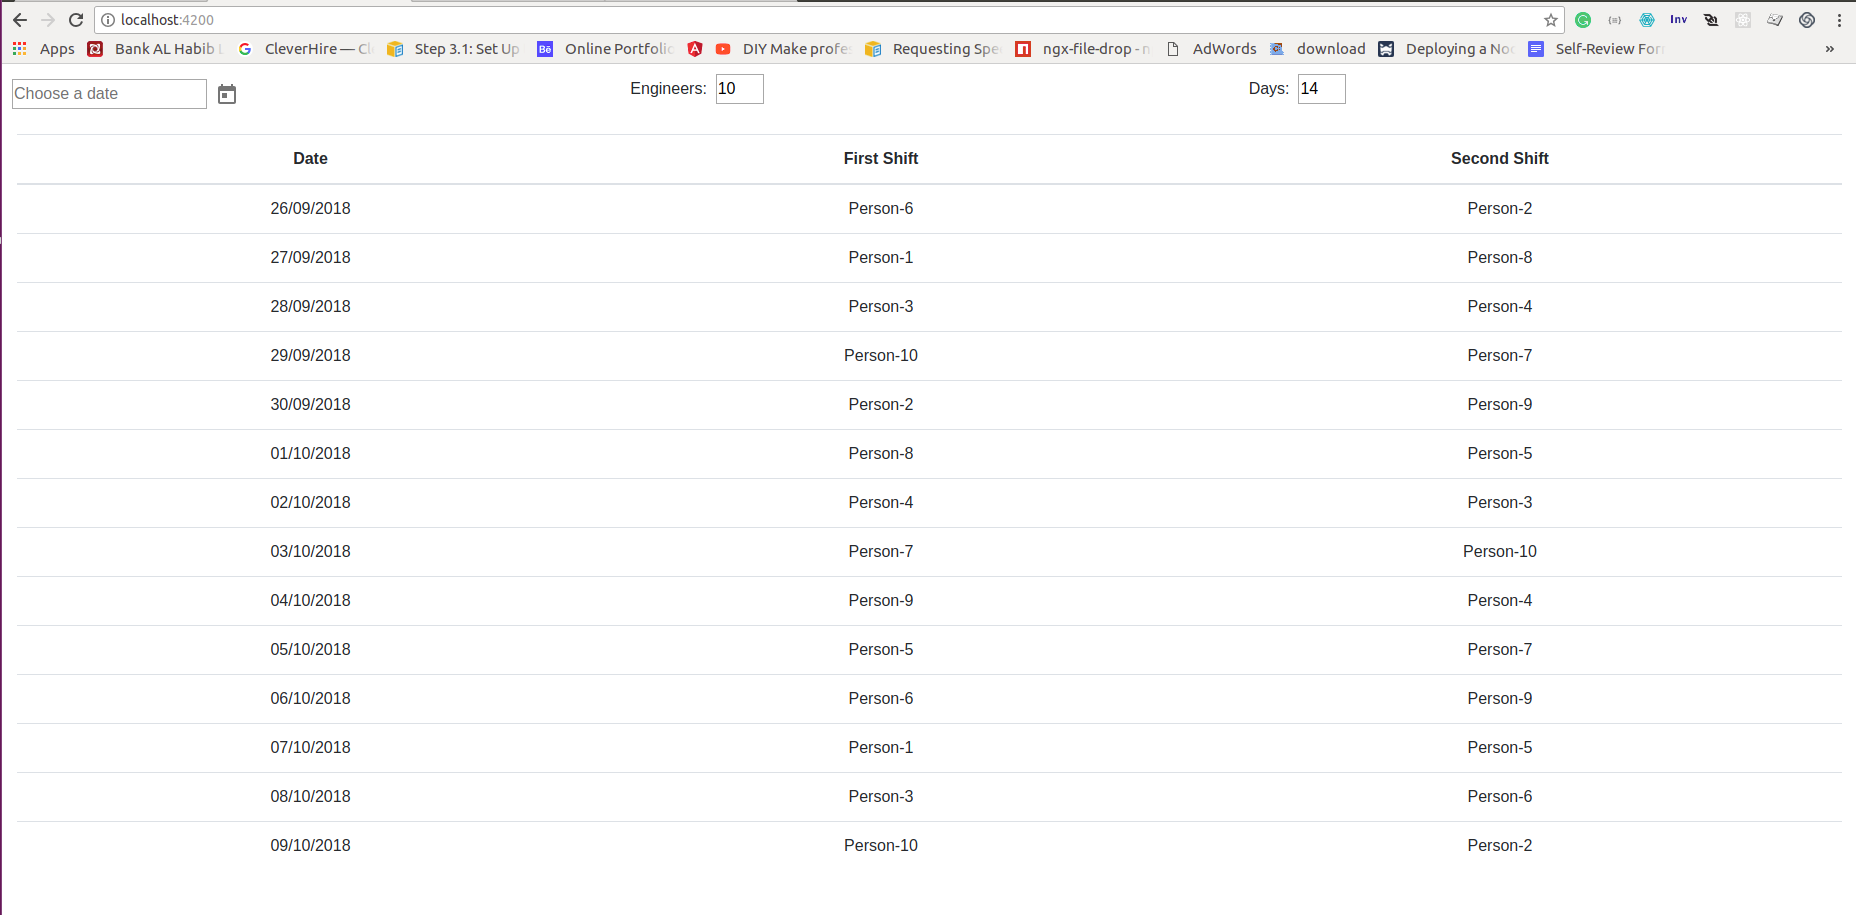 localhost:4200
Inv
Apps Bank AL Habib CleverHire — Step 3.1: Set Up Online Portfolio DIY Make Requesting ngx-file-drop - AdWords download Deploying a Self-Review »
Choose a date Engineers: 10 Days: 14
Date First Shift Second Shift
26/09/2018 Person-6 Person-2
27/09/2018 Person-1 Person-8
28/09/2018 Person-3 Person-4
29/09/2018 Person-10 Person-7
30/09/2018 Person-2 Person-9
01/10/2018 Person-8 Person-5
02/10/2018 Person-4 Person-3
03/10/2018 Person-7 Person-10
04/10/2018 Person-9 Person-4
05/10/2018 Person-5 Person-7
06/10/2018 Person-6 Person-9
07/10/2018 Person-1 Person-5
08/10/2018 Person-3 Person-6
09/10/2018 Person-10 Person-2